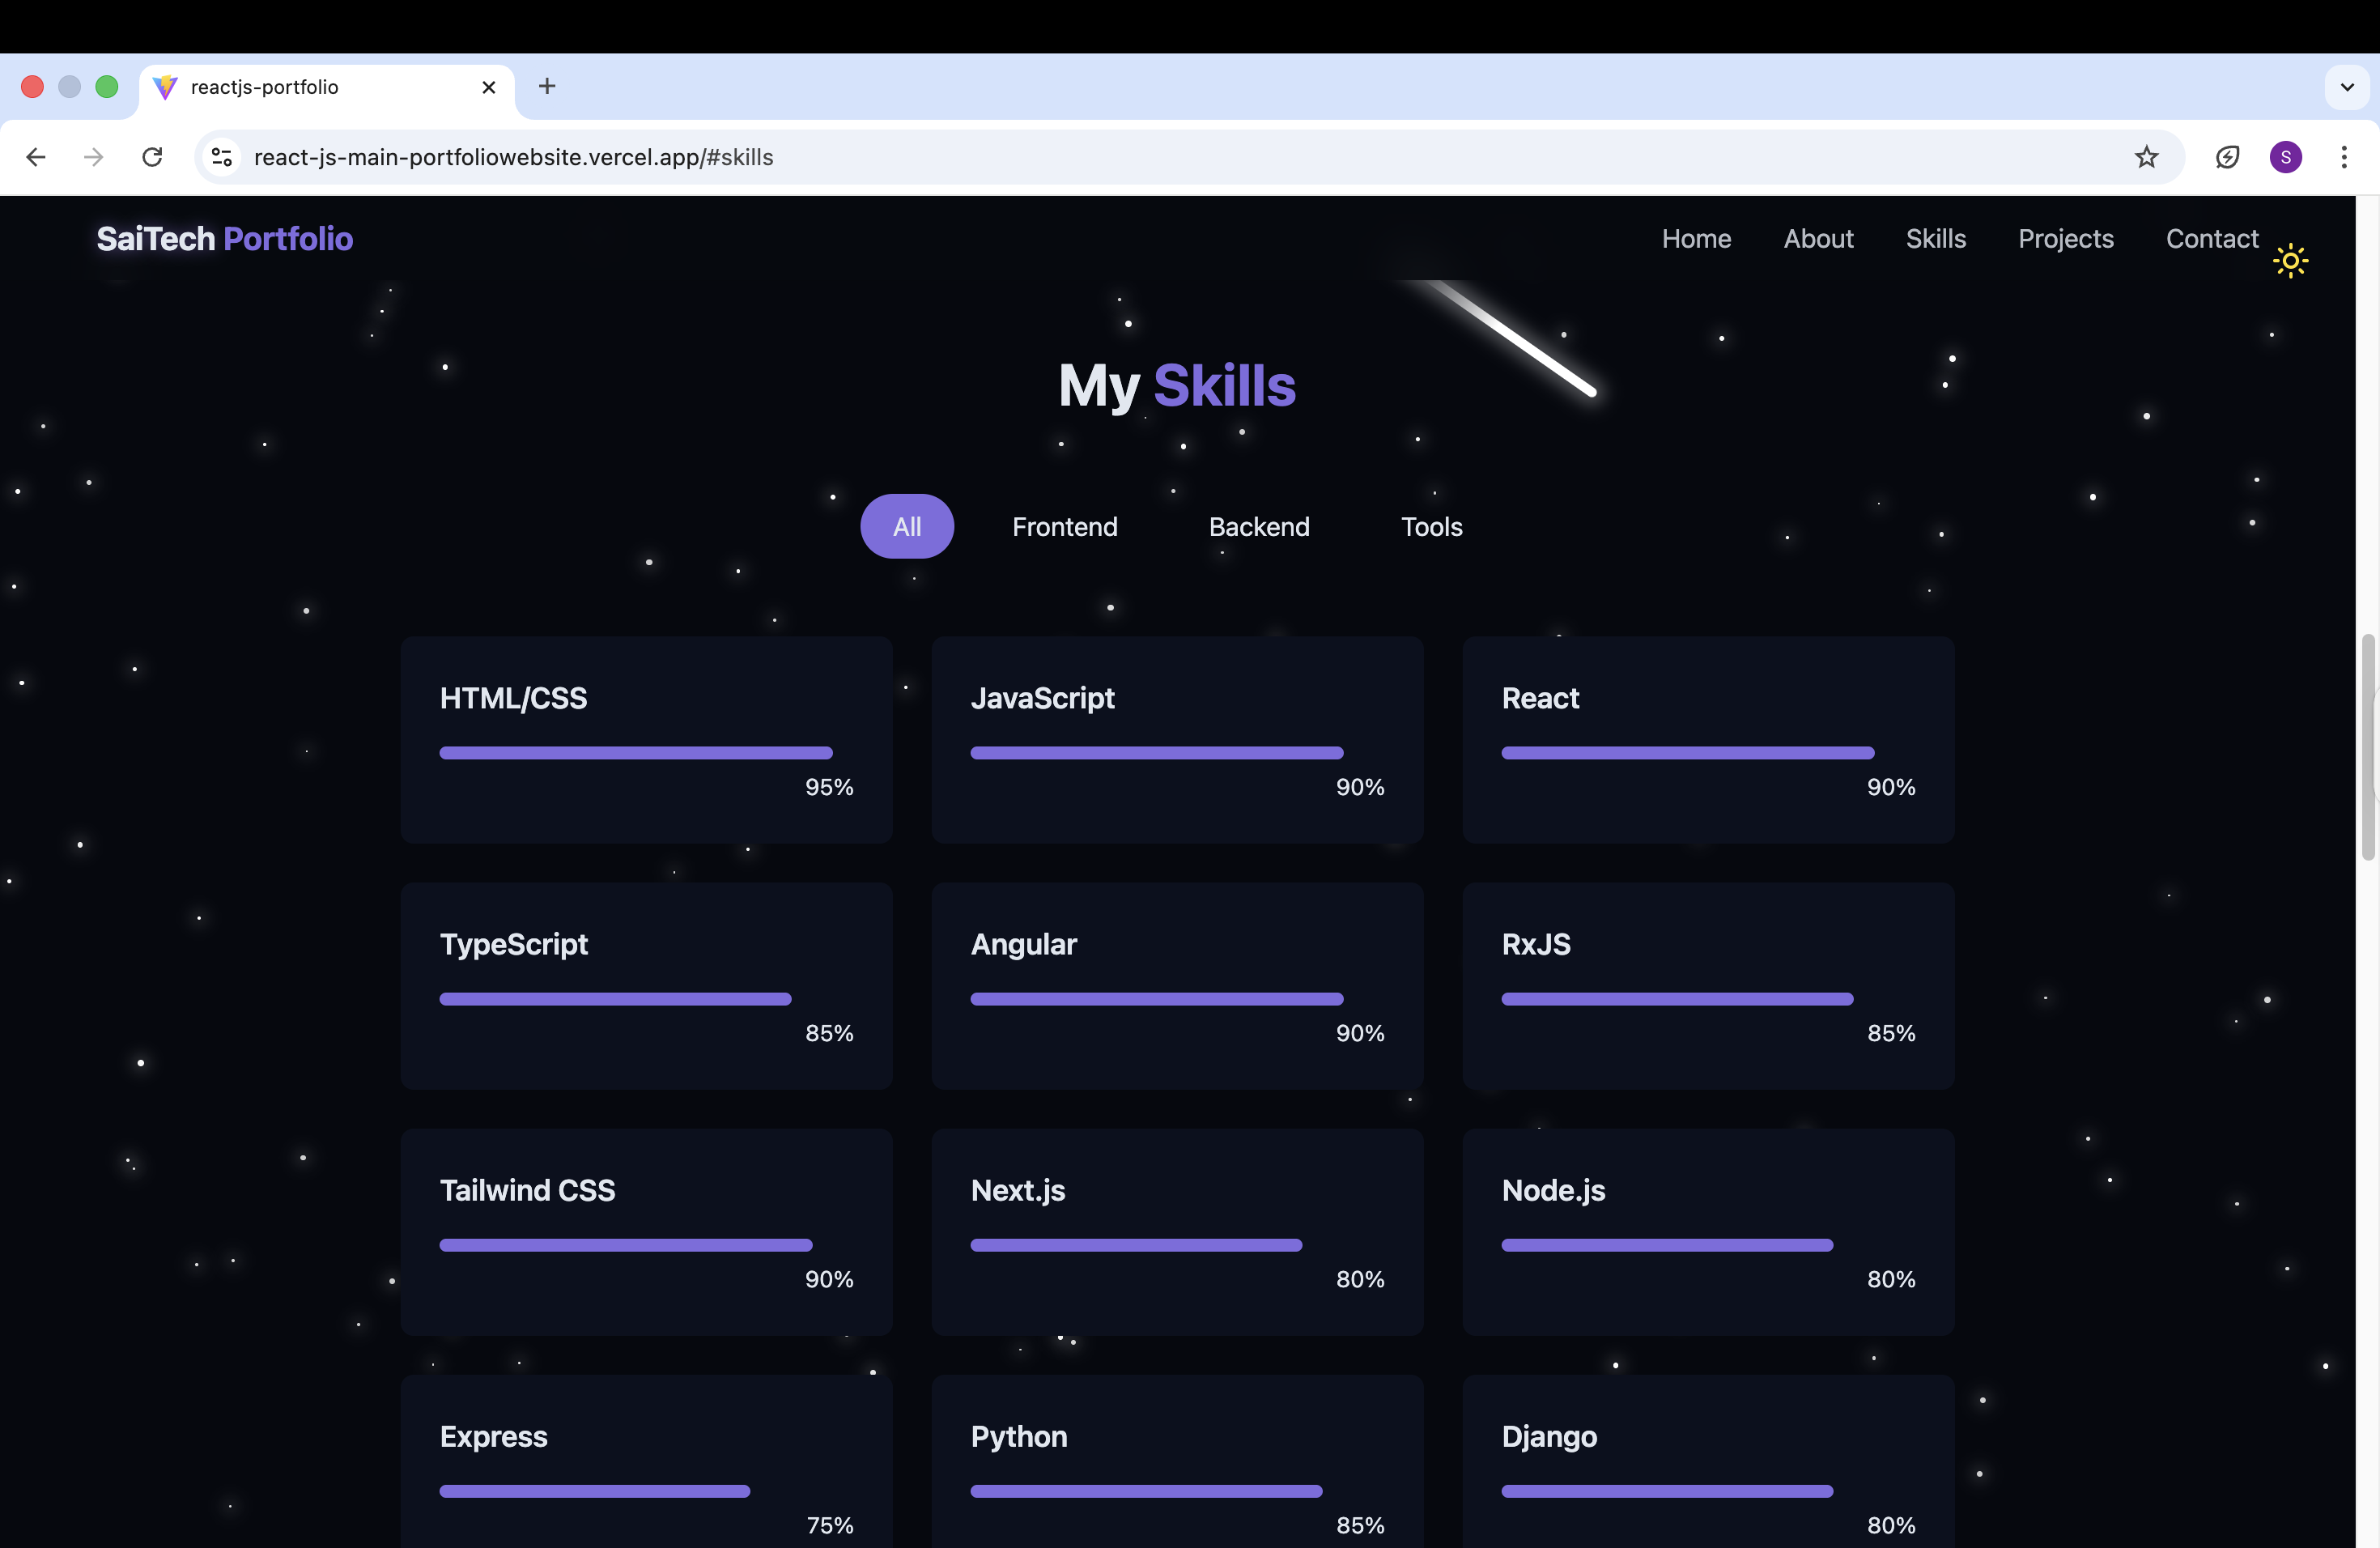 reactjs-portfolio
react-js-main-portfoliowebsite.vercel.app/#skills
S
SaiTech Portfolio
Home About Skills Projects Contact
My Skills
All Frontend Backend Tools
HTML/CSS JavaScript React
95% 90% 90%
TypeScript Angular RxJS
85% 90% 85%
Tailwind CSS Next.js Node.js
90% 80% 80%
Express Python Django
75% 85% 80%